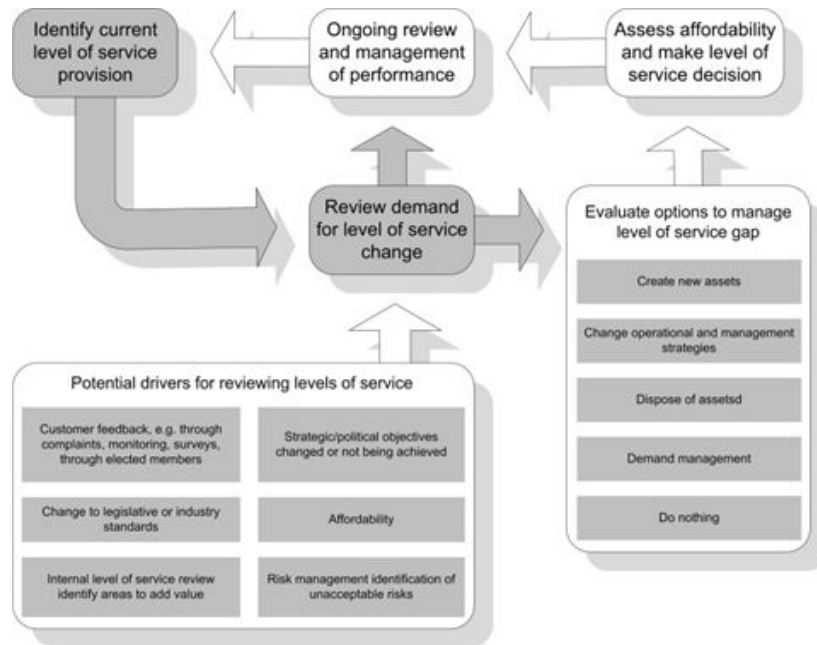 Identify current
level of service
provision
Ongoing review
and management
of performance
Assess affordability
and make level of
service decision
Review demand
for level of service
change
Evaluate options to manage
level of service gap
Create new assets
Change operational and management
strategies
Dispose of assetsd
Demand management
Do nothing
Potential drivers for reviewing levels of service
Customer feedback, e.g. through
complaints, monitoring, surveys,
through elected members
Strategic/political objectives
changed or not being achieved
Change to legislative or industry
standards
Affordability
Internal level of service review
identify areas to add value
Risk management identification of
unacceptable risks